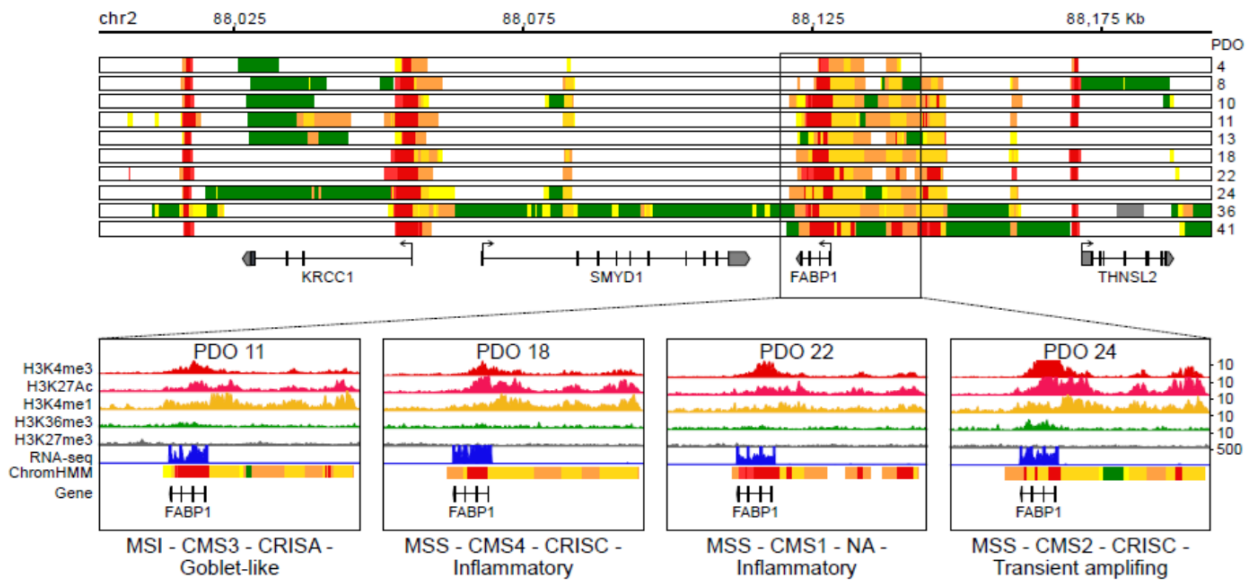 chr2 88,025 88,075 88,125 88,175 Kb
PDO
4
8
10
11
13
18
22
24
36
41
KRCC1 SMYD1 FABP1 THNSL2
PDO 11 PDO 18 PDO 22 PDO 24
H3K4me3 10
H3K27Ac 10
H3K4me1 10
H3K36me3 10
H3K27me3 10
RNA-seq 500
ChromHMM
Gene
FABP1 FABP1 FABP1 FABP1
MSI - CMS3 - CRISA - MSS - CMS4 - CRISC - MSS - CMS1 - NA - MSS - CMS2 - CRISC -
Goblet-like Inflammatory Inflammatory Transient amplifing